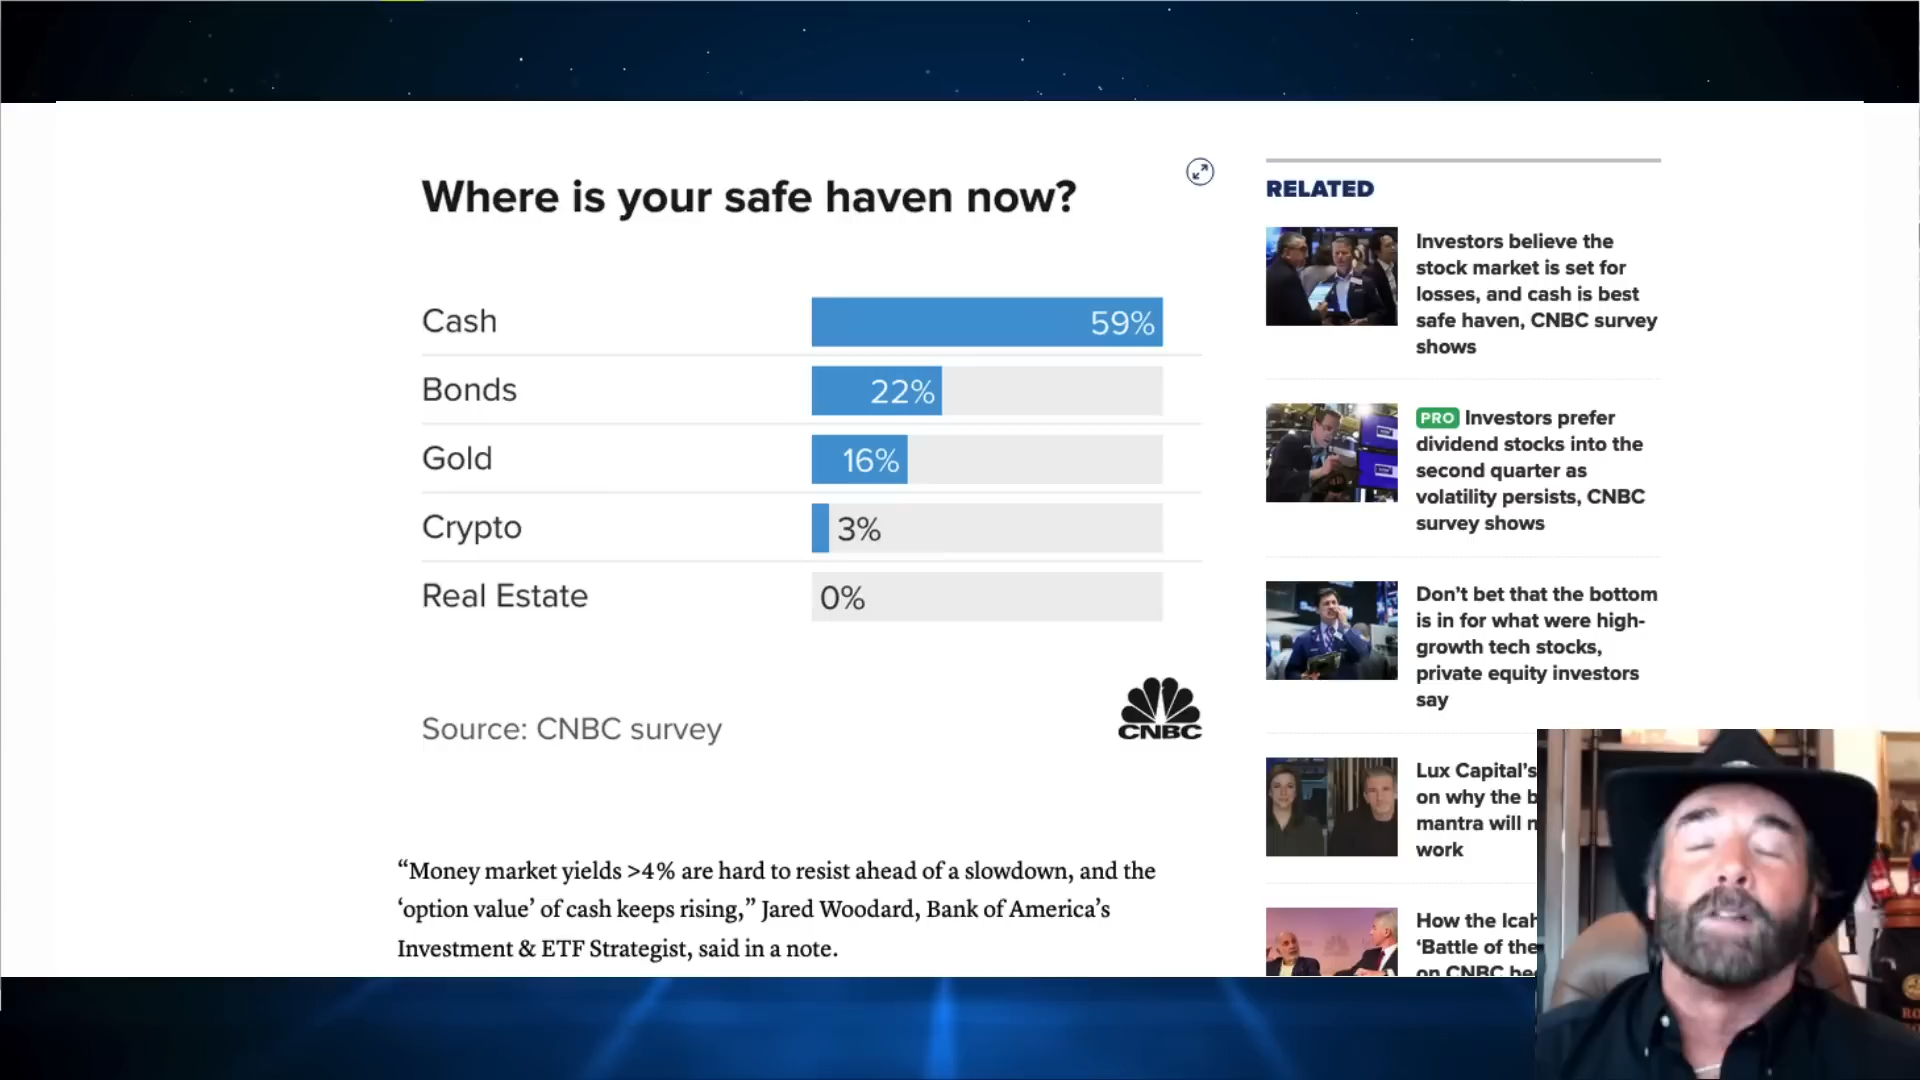 Where is your safe haven now?
Cash 59%
Bonds 22%
Gold 16%
Crypto 3%
Real Estate 0%
Source: CNBC survey
CNBC
“Money market yields >4% are hard to resist ahead of a slowdown, and the
‘option value’ of cash keeps rising,” Jared Woodard, Bank of America’s
Investment & ETF Strategist, said in a note.
RELATED
Investors believe the
stock market is set for
losses, and cash is best
safe haven, CNBC survey
shows
PRO Investors prefer
dividend stocks into the
second quarter as
volatility persists, CNBC
survey shows
Don’t bet that the bottom
is in for what were high-
growth tech stocks,
private equity investors
say
Lux Capital’s
on why the
mantra will
work
How the
‘Battle of the
on CNBC